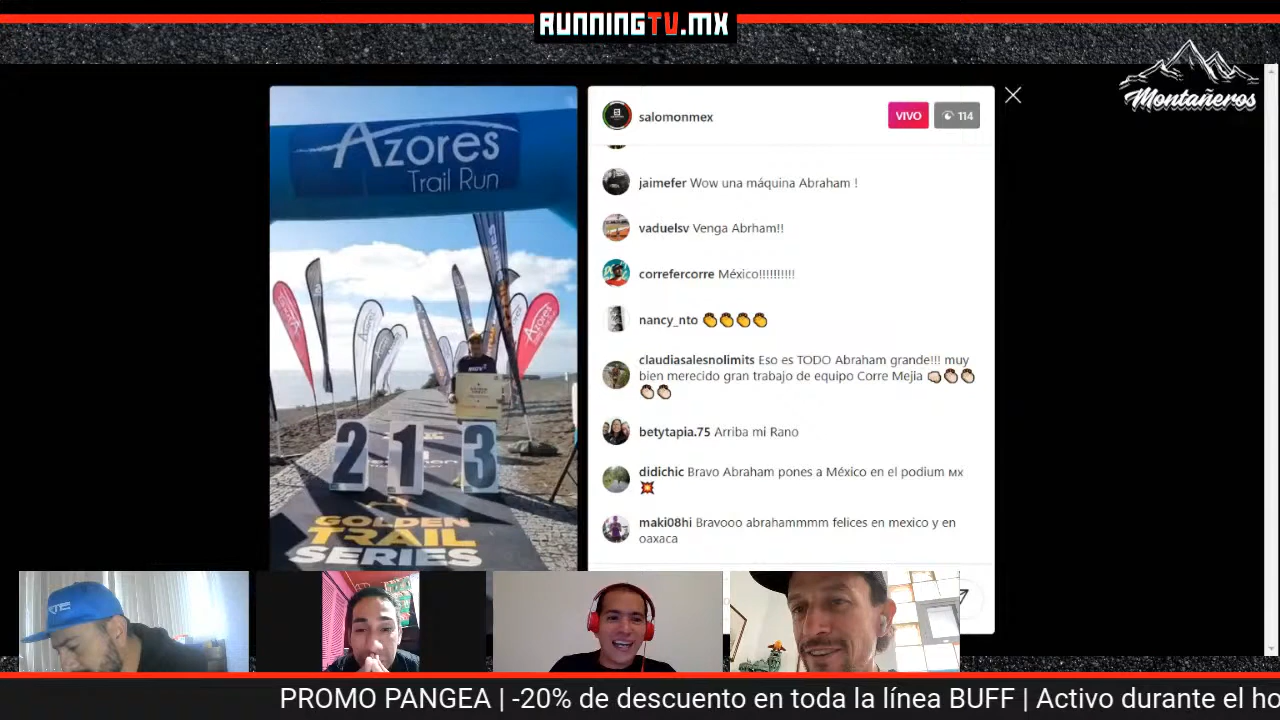 RUNNINGTV.MX
Montañeros
Azores
Trail Run
2 1 3
GOLDEN
TRAIL
SERIES
salomonmex
VIVO
114
jaimefer Wow una máquina Abraham !
vaduelsv Venga Abrham!!
correfercorre México!!!!!!!!!!
nancy_nto 👏👏👏👏
claudiasalesnolimits Eso es TODO Abraham grande!!! muy
bien merecido gran trabajo de equipo Corre Mejia 👏🏻👏🏻👏🏻
👏🏻👏🏻
betytapia.75 Arriba mi Rano
didichic Bravo Abraham pones a México en el podium MX
💥
maki08hi Bravooo abrahammmm felices en mexico y en
oaxaca
PROMO PANGEA | -20% de descuento en toda la línea BUFF | Activo durante el ho